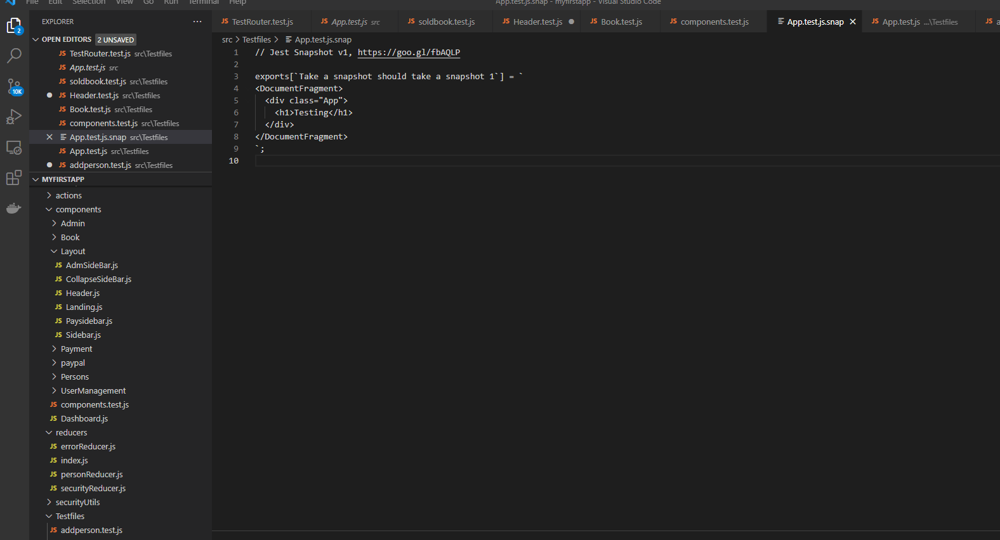 File Edit Selection View Go Run Terminal Help App.test.js.snap - myfirstapp - Visual Studio Code
EXPLORER ···
OPEN EDITORS 2 UNSAVED
JS TestRouter.test.js src\Testfiles
JS App.test.js src
JS soldbook.test.js src\Testfiles
JS Header.test.js src\Testfiles
JS Book.test.js src\Testfiles
JS components.test.js src\Testfiles
App.test.js.snap src\Testfiles
JS App.test.js src\Testfiles
JS addperson.test.js src\Testfiles
MYFIRSTAPP
actions
components
Admin
Book
Layout
JS AdmSideBar.js
JS CollapseSideBar.js
JS Header.js
JS Landing.js
JS Paysidebar.js
JS Sidebar.js
Payment
paypal
Persons
UserManagement
JS components.test.js
JS Dashboard.js
reducers
JS errorReducer.js
JS index.js
JS personReducer.js
JS securityReducer.js
securityUtils
Testfiles
JS addperson.test.js
2
10K
JS TestRouter.test.js JS App.test.js src JS soldbook.test.js JS Header.test.js JS Book.test.js JS components.test.js App.test.js.snap JS App.test.js ...\Testfiles JS a
src > Testfiles > App.test.js.snap
1 // Jest Snapshot v1, https://goo.gl/fbAQLP
2
3 exports[`Take a snapshot should take a snapshot 1`] = `
4 <DocumentFragment>
5 <div class="App">
6 <h1>Testing</h1>
7 </div>
8 </DocumentFragment>
9 `;
10